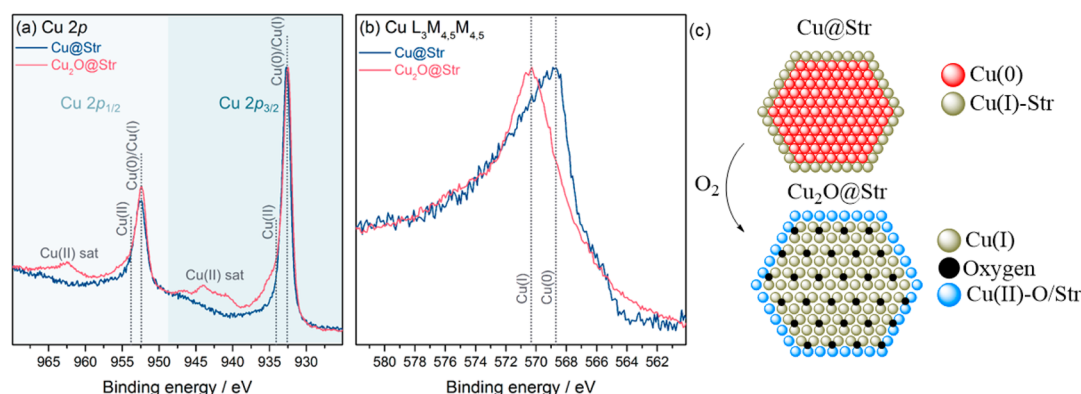 (a) Cu 2p
Cu@Str
Cu₂O@Str
Cu 2p₁/₂
Cu 2p₃/₂
Cu(II)
Cu(0)/Cu(I)
Cu(II)
Cu(0)/Cu(I)
Cu(II) sat
Cu(II) sat
965 960 955 950 945 940 935 930
Binding energy / eV
(b) Cu L₃M₄,₅M₄,₅
Cu@Str
Cu₂O@Str
Cu(I)
Cu(0)
580 578 576 574 572 570 568 566 564 562
Binding energy / eV
(c)
Cu@Str
Cu(0)
Cu(I)-Str
O₂
Cu₂O@Str
Cu(I)
Oxygen
Cu(II)-O/Str